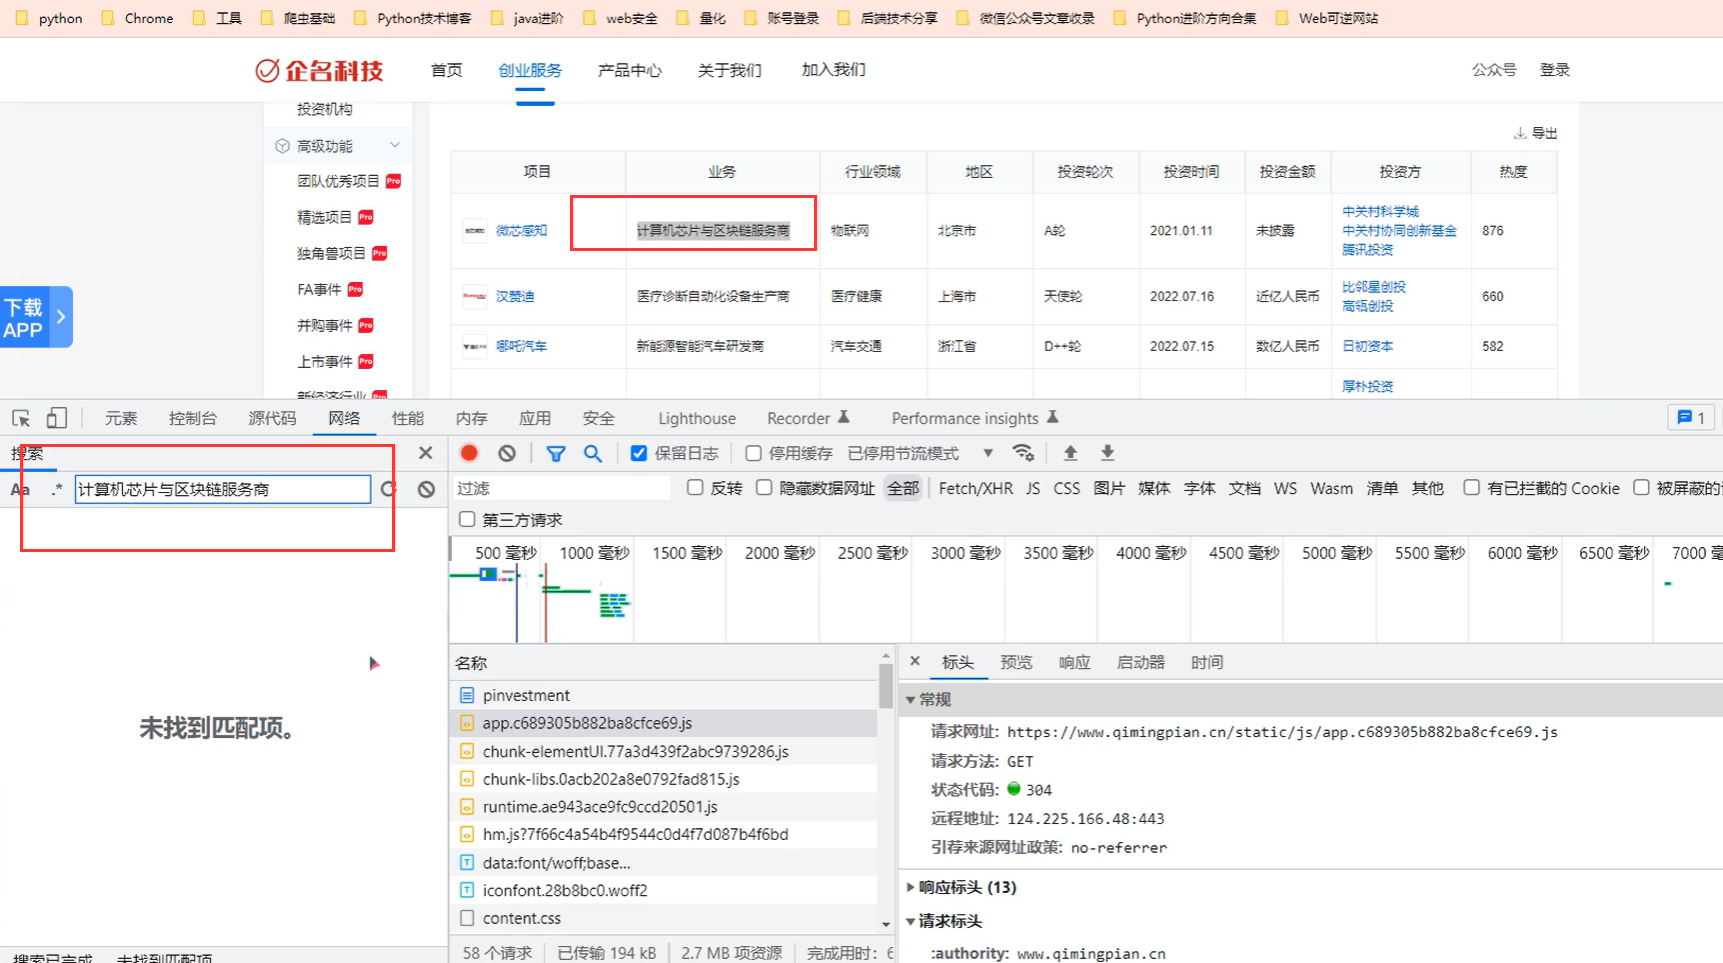 python Chrome 工具 爬虫基础 Python技术博客 java进阶 web安全 量化 账号登录 后端技术分享 微信公众号文章收录 Python进阶方向合集 Web可逆网站
企名科技 首页 创业服务 产品中心 关于我们 加入我们 公众号 登录
投资机构
高级功能
团队优秀项目 Pro
精选项目 Pro
独角兽项目 Pro
FA事件 Pro
并购事件 Pro
上市事件 Pro
新经济行业 Pro
下载
APP
导出
项目 业务 行业领域 地区 投资轮次 投资时间 投资金额 投资方 热度
微芯感知 计算机芯片与区块链服务商 物联网 北京市 A轮 2021.01.11 未披露 中关村科学城 876
中关村协同创新基金
腾讯投资
汉赞迪 医疗诊断自动化设备生产商 医疗健康 上海市 天使轮 2022.07.16 近亿人民币 比邻星创投 660
高瓴创投
哪吒汽车 新能源智能汽车研发商 汽车交通 浙江省 D++轮 2022.07.15 数亿人民币 日初资本 582
厚朴投资
元素 控制台 源代码 网络 性能 内存 应用 安全 Lighthouse Recorder Performance insights 1
搜索
Aa .* 计算机芯片与区块链服务商
未找到匹配项。
搜索已完成 未找到匹配项
保留日志 停用缓存 已停用节流模式
过滤 反转 隐藏数据网址 全部 Fetch/XHR JS CSS 图片 媒体 字体 文档 WS Wasm 清单 其他 有已拦截的 Cookie 被屏蔽的
第三方请求
500 毫秒 1000 毫秒 1500 毫秒 2000 毫秒 2500 毫秒 3000 毫秒 3500 毫秒 4000 毫秒 4500 毫秒 5000 毫秒 5500 毫秒 6000 毫秒 6500 毫秒 7000 毫
名称
pinvestment
app.c689305b882ba8cfce69.js
chunk-elementUI.77a3d439f2abc9739286.js
chunk-libs.0acb202a8e0792fad815.js
runtime.ae943ace9fc9ccd20501.js
hm.js?7f66c4a54b4f9544c0d4f7d087b4f6bd
data:font/woff;base...
iconfont.28b8bc0.woff2
content.css
58 个请求 已传输 194 kB 2.7 MB 项资源 完成用时: 6
标头 预览 响应 启动器 时间
常规
请求网址: https://www.qimingpian.cn/static/js/app.c689305b882ba8cfce69.js
请求方法: GET
状态代码: 304
远程地址: 124.225.166.48:443
引荐来源网址政策: no-referrer
响应标头 (13)
请求标头
:authority: www.qimingpian.cn